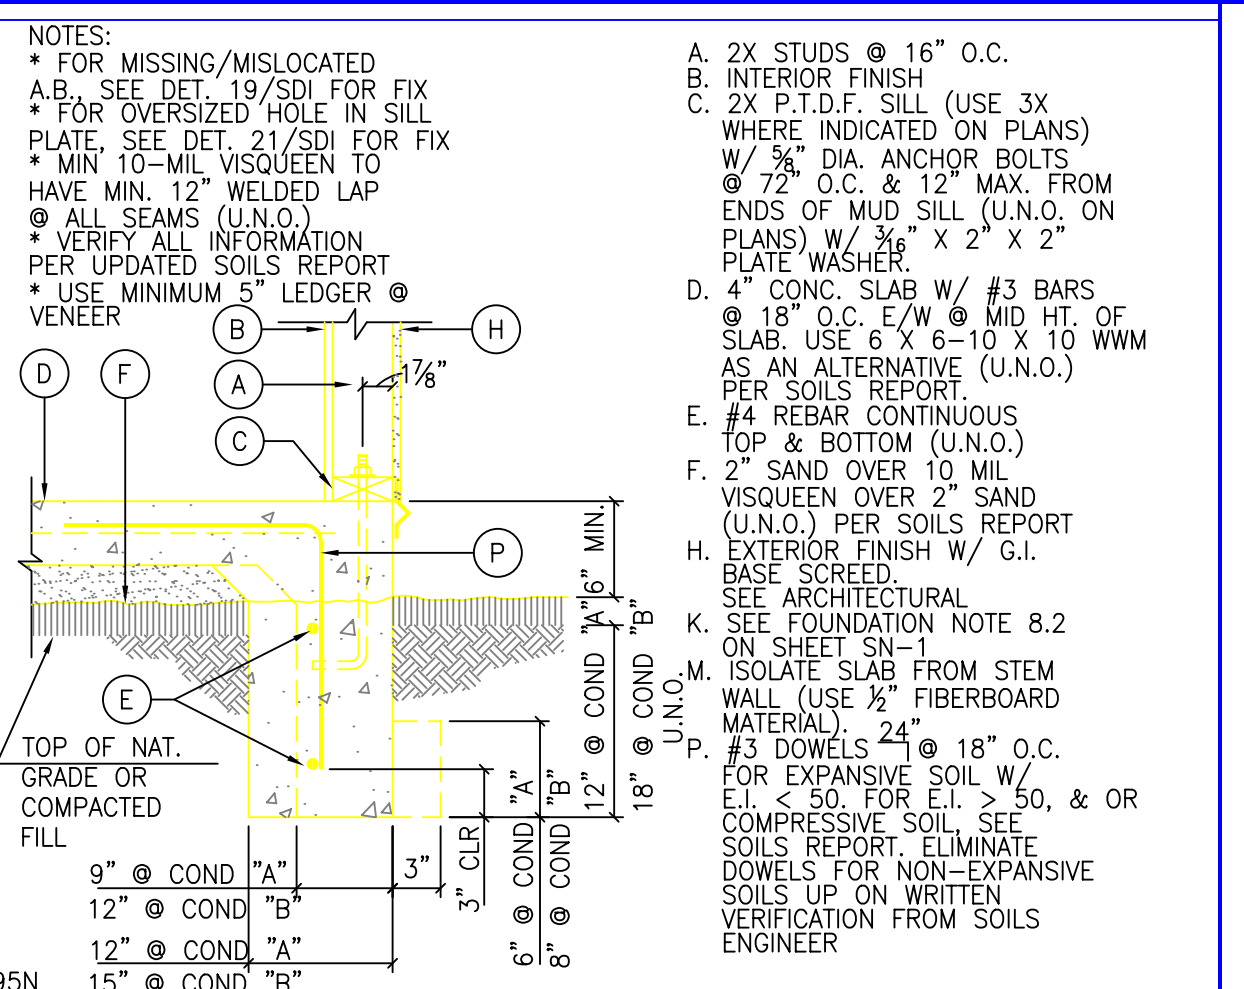 NOTES:
* FOR MISSING/MISLOCATED
A.B., SEE DET. 19/SDI FOR FIX
* FOR OVERSIZED HOLE IN SILL
PLATE, SEE DET. 21/SDI FOR FIX
* MIN 10-MIL VISQUEEN TO
HAVE MIN. 12" WELDED LAP
@ ALL SEAMS (U.N.O.)
* VERIFY ALL INFORMATION
PER UPDATED SOILS REPORT
* USE MINIMUM 5" LEDGER @
VENEER
B
H
D
F
A
1⅞"
C
P
E
6" MIN.
12" @ COND "A"
18" @ COND "B"
U.N.O.
TOP OF NAT.
GRADE OR
COMPACTED
FILL
9" @ COND "A"
12" @ COND "B"
12" @ COND "A"
15" @ COND "B"
95N
3"
3" CLR
6" @ COND "A"
8" @ COND "B"
A. 2X STUDS @ 16" O.C.
B. INTERIOR FINISH
C. 2X P.T.D.F. SILL (USE 3X
WHERE INDICATED ON PLANS)
W/ ⅝" DIA. ANCHOR BOLTS
@ 72" O.C. & 12" MAX. FROM
ENDS OF MUD SILL (U.N.O. ON
PLANS) W/ 3/16" X 2" X 2"
PLATE WASHER.
D. 4" CONC. SLAB W/ #3 BARS
@ 18" O.C. E/W @ MID HT. OF
SLAB. USE 6 X 6-10 X 10 WWM
AS AN ALTERNATIVE (U.N.O.)
PER SOILS REPORT.
E. #4 REBAR CONTINUOUS
TOP & BOTTOM (U.N.O.)
F. 2" SAND OVER 10 MIL
VISQUEEN OVER 2" SAND
(U.N.O.) PER SOILS REPORT
H. EXTERIOR FINISH W/ G.I.
BASE SCREED.
SEE ARCHITECTURAL
K. SEE FOUNDATION NOTE 8.2
ON SHEET SN-1
M. ISOLATE SLAB FROM STEM
WALL (USE ½" FIBERBOARD
MATERIAL).
P. #3 DOWELS 24" @ 18" O.C.
FOR EXPANSIVE SOIL W/
E.I. < 50. FOR E.I. > 50, & OR
COMPRESSIVE SOIL, SEE
SOILS REPORT. ELIMINATE
DOWELS FOR NON-EXPANSIVE
SOILS UP ON WRITTEN
VERIFICATION FROM SOILS
ENGINEER